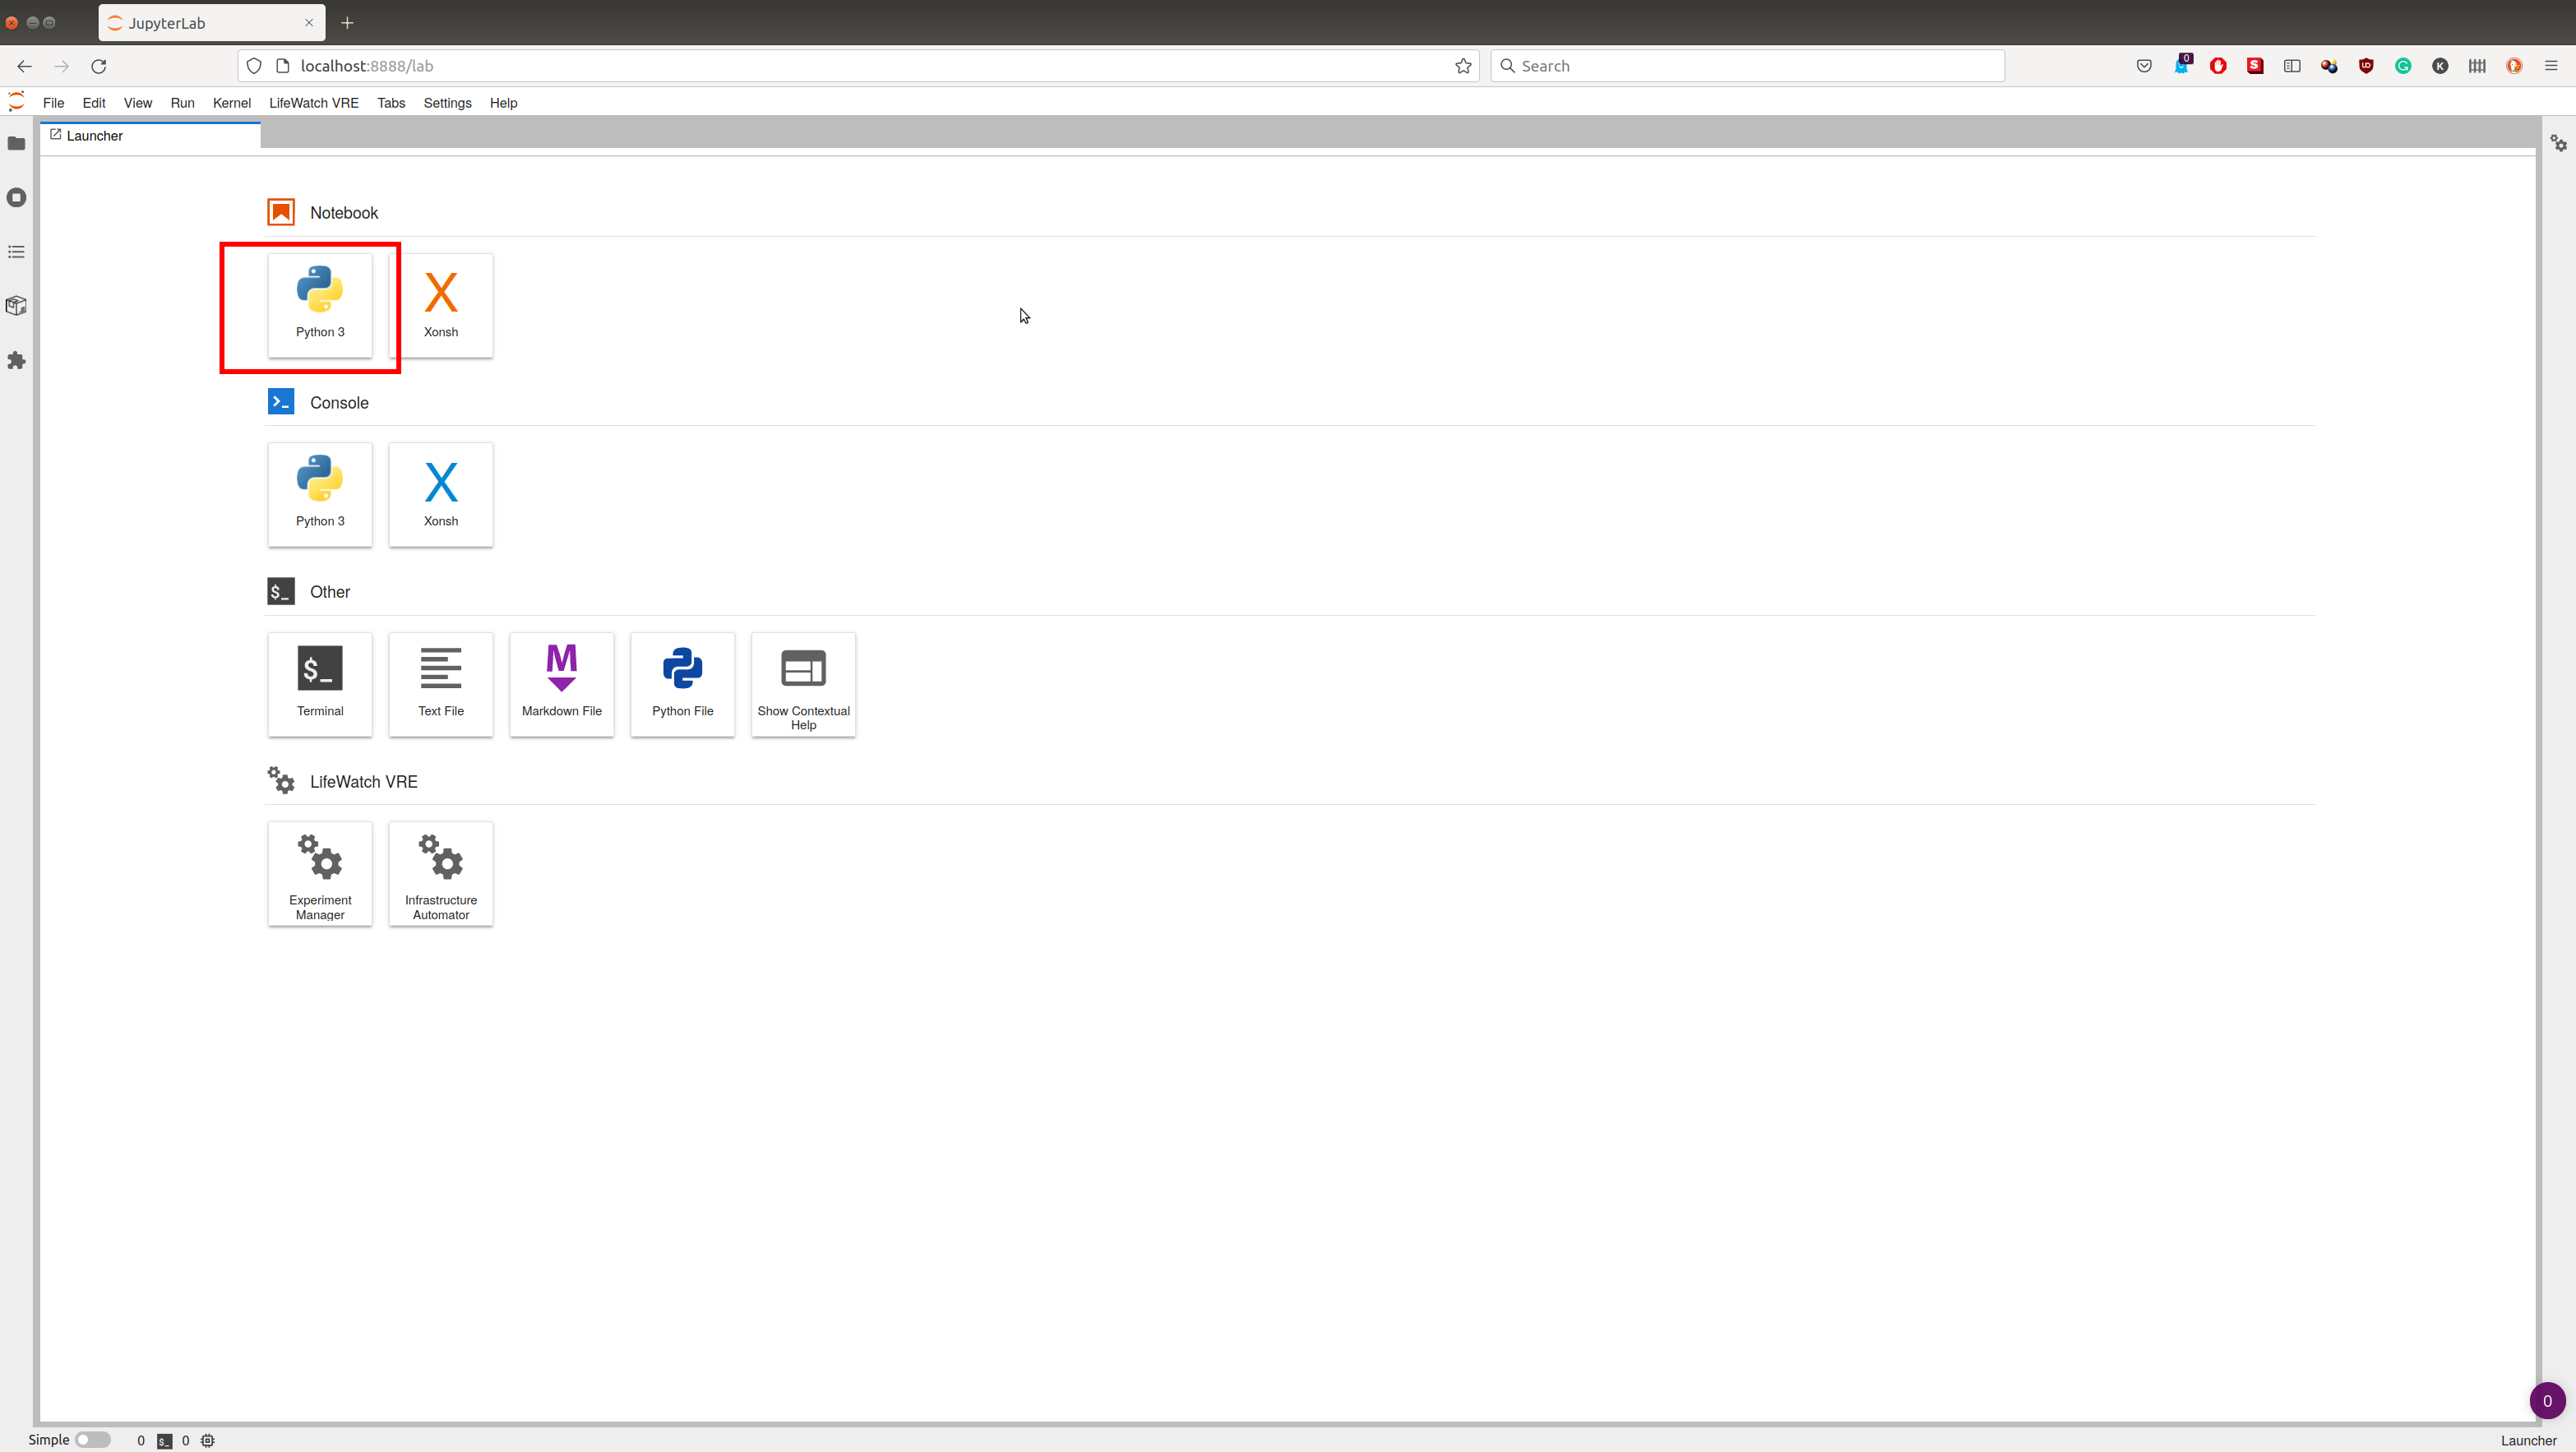 JupyterLab
localhost:8888/lab
Search
0
File Edit View Run Kernel LifeWatch VRE Tabs Settings Help
Launcher
Notebook
Python 3
X
Xonsh
Console
Python 3
X
Xonsh
Other
$_
Terminal
Text File
M
Markdown File
Python File
Show Contextual
Help
LifeWatch VRE
Experiment
Manager
Infrastructure
Automator
0
Simple 0 $_ 0 Launcher